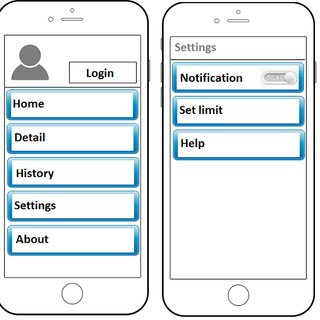 Login
Home
Detail
History
Settings
About
Settings
Notification
Set limit
Help